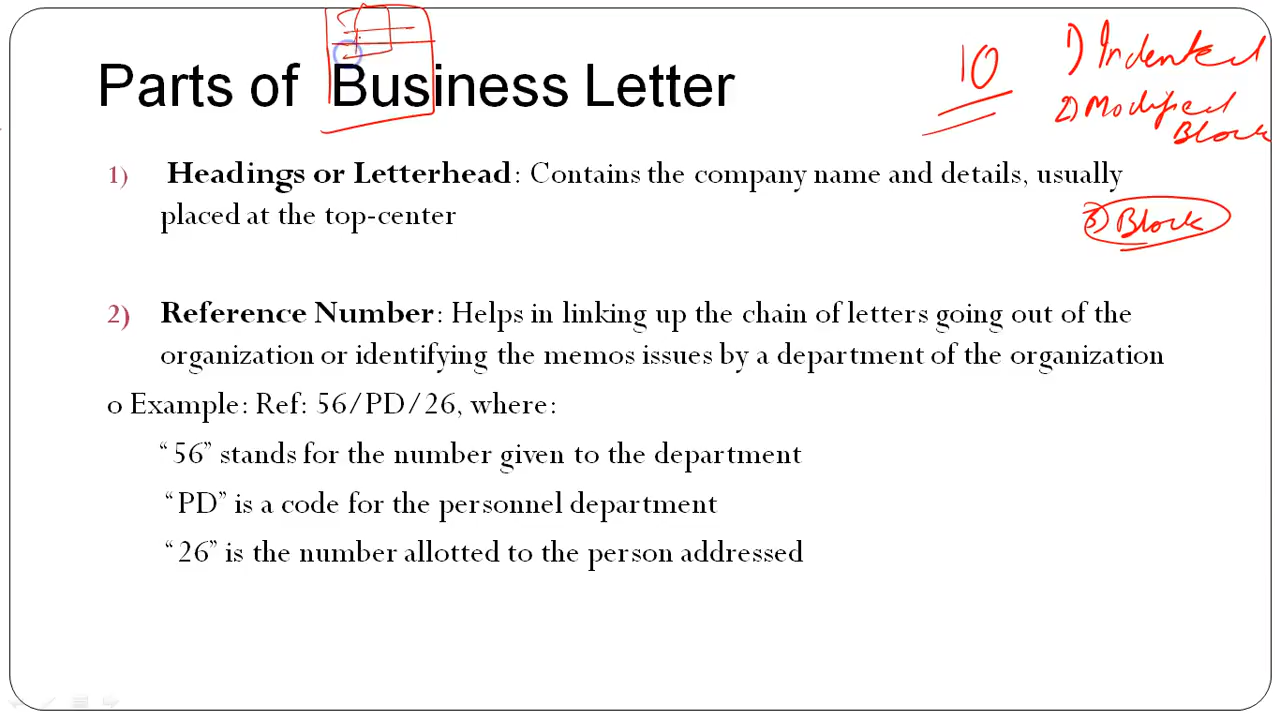 Parts of Business Letter
10
1) Indented
2) Modified
Block
3) Block
1) Headings or Letterhead: Contains the company name and details, usually
placed at the top-center
2) Reference Number: Helps in linking up the chain of letters going out of the
organization or identifying the memos issues by a department of the organization
o Example: Ref: 56/PD/26, where:
“56” stands for the number given to the department
“PD” is a code for the personnel department
“26” is the number allotted to the person addressed